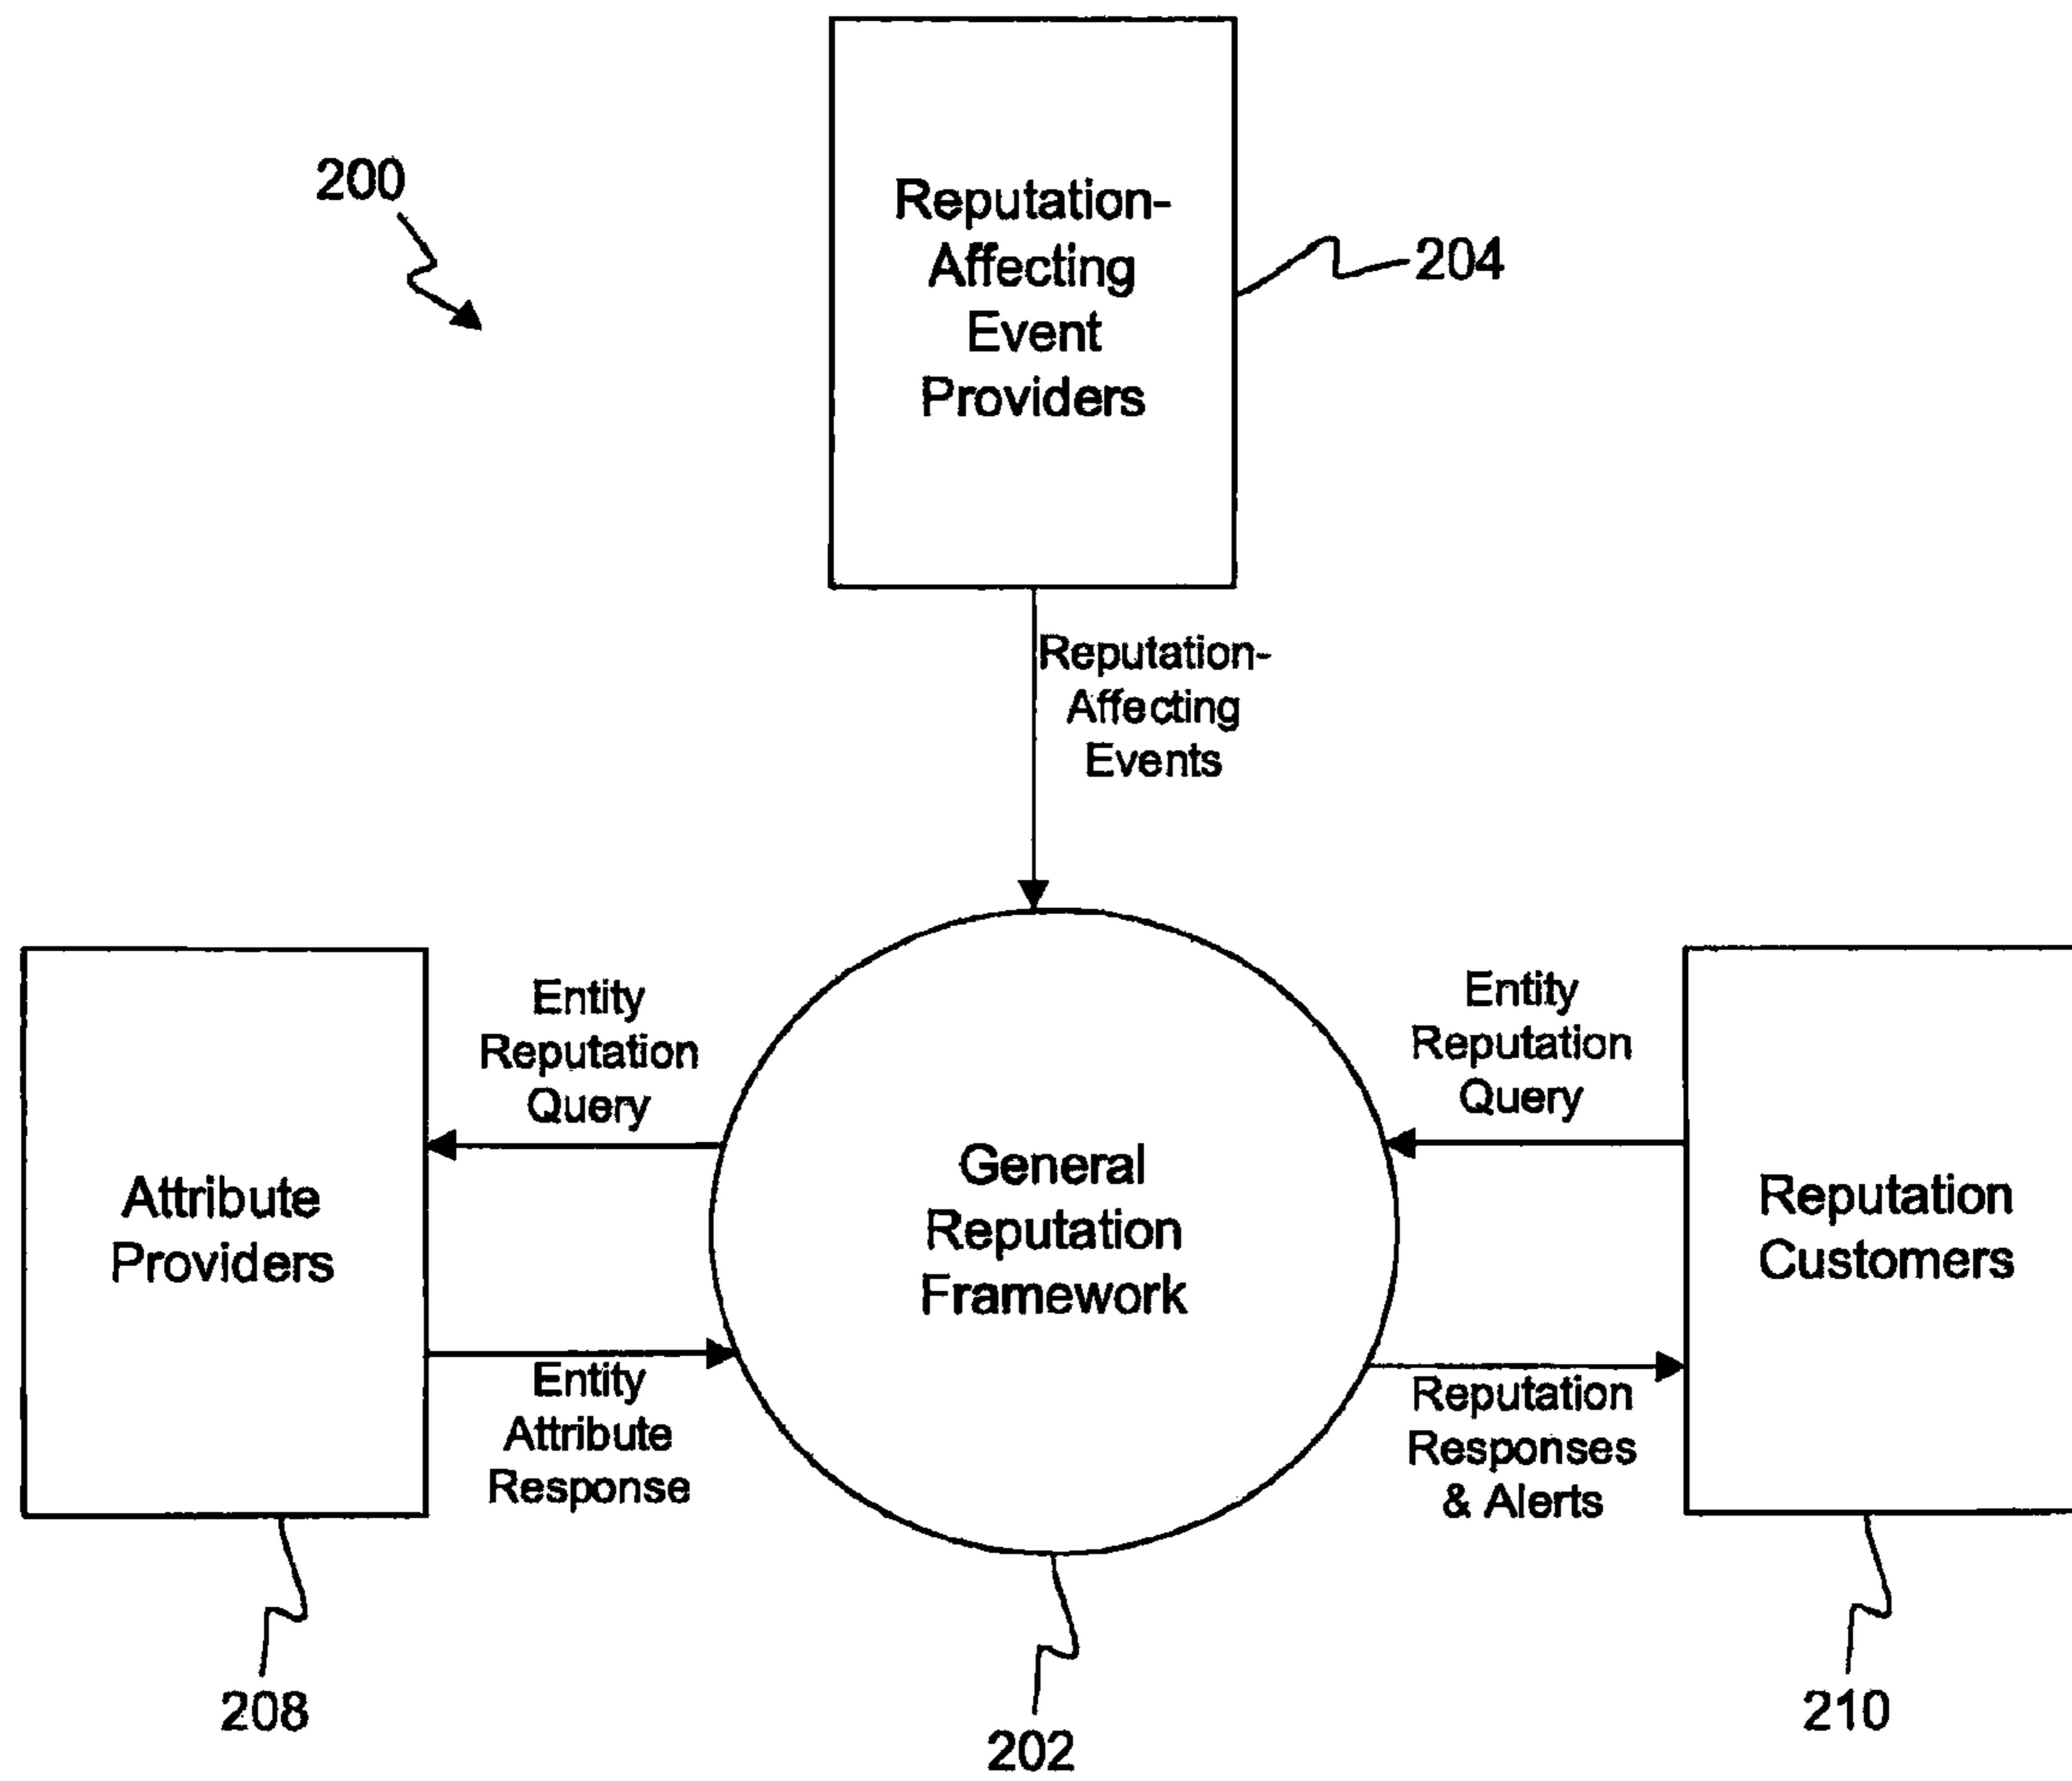 200
Reputation-
Affecting
Event
Providers
204
Reputation-
Affecting
Events
Entity
Reputation
Query
Entity
Reputation
Query
Attribute
Providers
General
Reputation
Framework
Reputation
Customers
Entity
Attribute
Response
Reputation
Responses
& Alerts
208
202
210